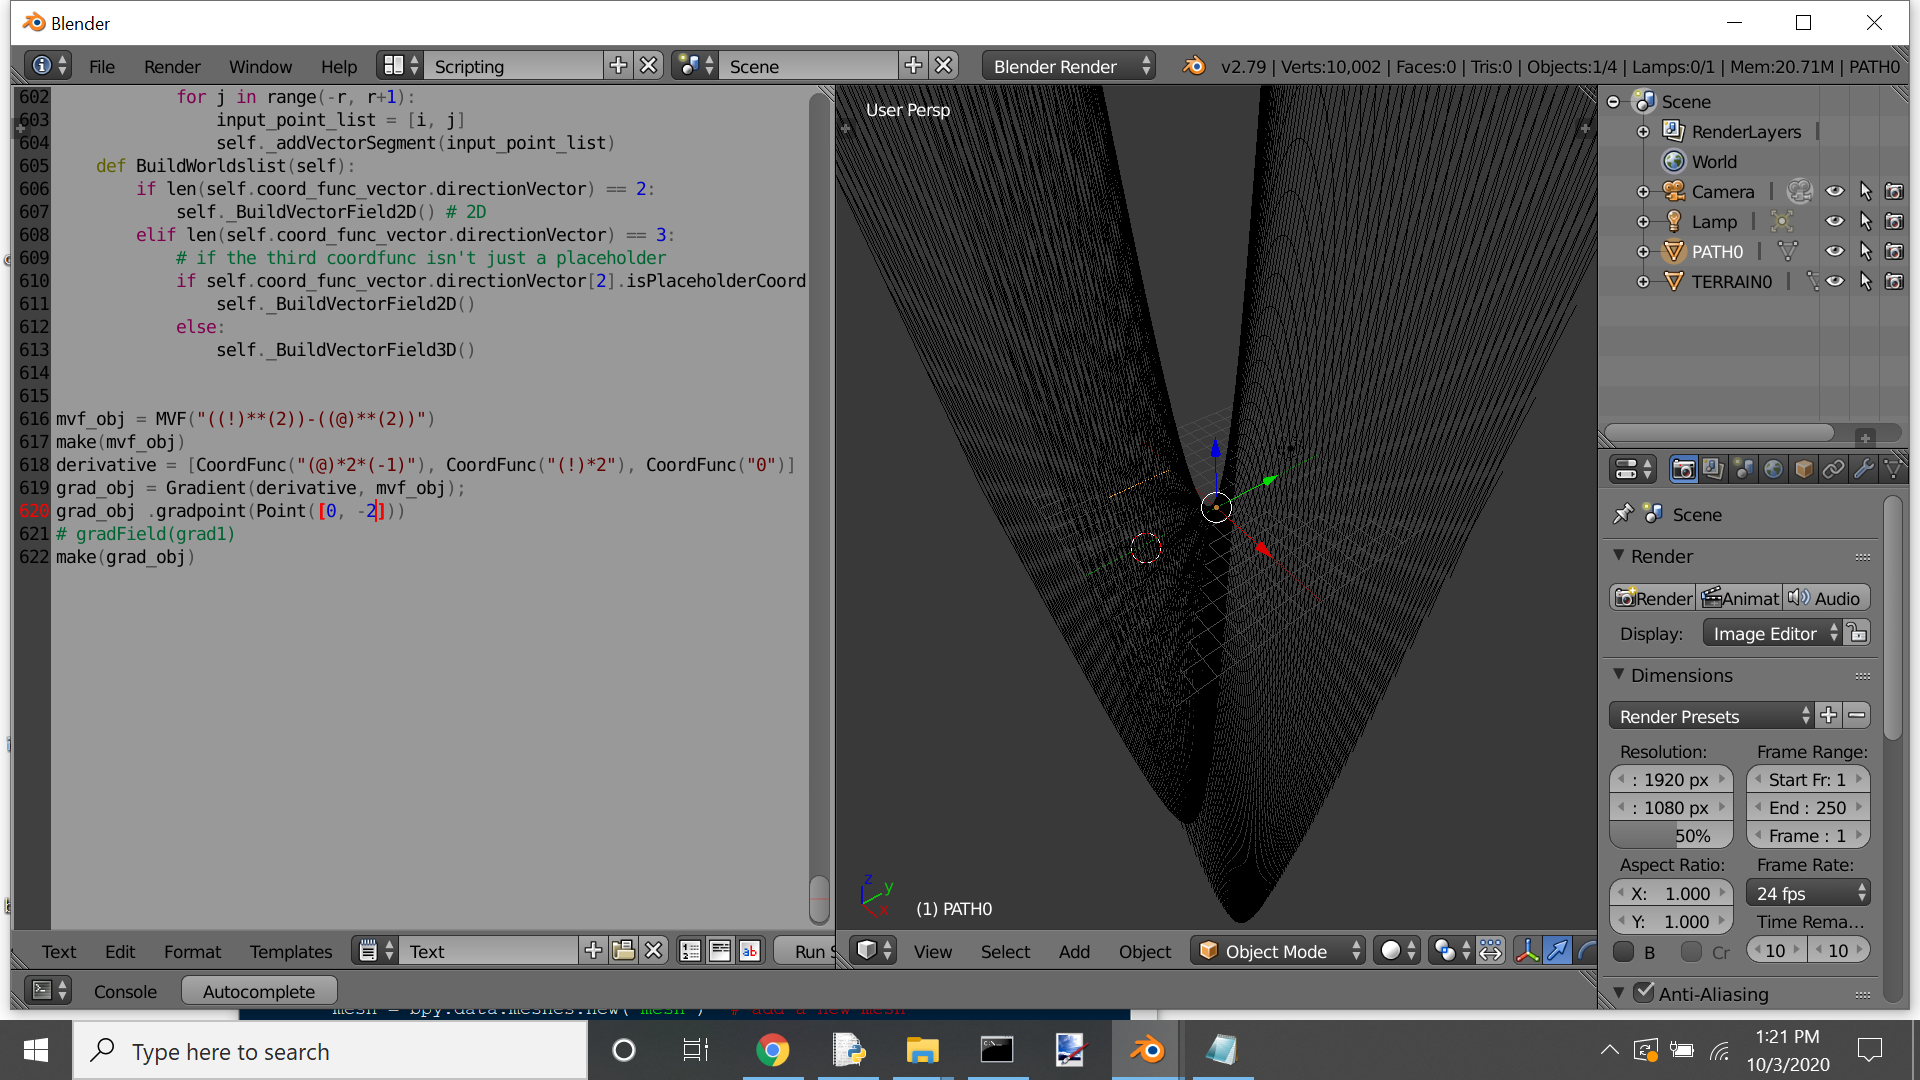 Blender
File Render Window Help Scripting Scene Blender Render v2.79 | Verts:10,002 | Faces:0 | Tris:0 | Objects:1/4 | Lamps:0/1 | Mem:20.71M | PATH0
602 for j in range(-r, r+1):
603 input_point_list = [i, j]
604 self._addVectorSegment(input_point_list)
605 def BuildWorldslist(self):
606 if len(self.coord_func_vector.directionVector) == 2:
607 self._BuildVectorField2D() # 2D
608 elif len(self.coord_func_vector.directionVector) == 3:
609 # if the third coordfunc isn't just a placeholder
610 if self.coord_func_vector.directionVector[2].isPlaceholderCoord
611 self._BuildVectorField2D()
612 else:
613 self._BuildVectorField3D()
614
615
616 mvf_obj = MVF("((!)**(2))-((@)**(2))")
617 make(mvf_obj)
618 derivative = [CoordFunc("(@)*2*(-1)"), CoordFunc("(!)*2"), CoordFunc("0")]
619 grad_obj = Gradient(derivative, mvf_obj);
620 grad_obj .gradpoint(Point([0, -2]))
621 # gradField(grad1)
622 make(grad_obj)
Text Edit Format Templates Text Run S
User Persp
z
y
x
(1) PATH0
View Select Add Object Object Mode
Scene
RenderLayers
World
Camera
Lamp
PATH0
TERRAIN0
Scene
Render
Render Animat Audio
Display: Image Editor
Dimensions
Render Presets
Resolution: Frame Range:
: 1920 px Start Fr: 1
: 1080 px End : 250
50% Frame : 1
Aspect Ratio: Frame Rate:
X: 1.000 24 fps
Y: 1.000 Time Rema...
B Cr 10 10
Anti-Aliasing
Console Autocomplete
mesh = bpy.data.meshes.new("mesh") # add a new mesh
Type here to search
1:21 PM
10/3/2020